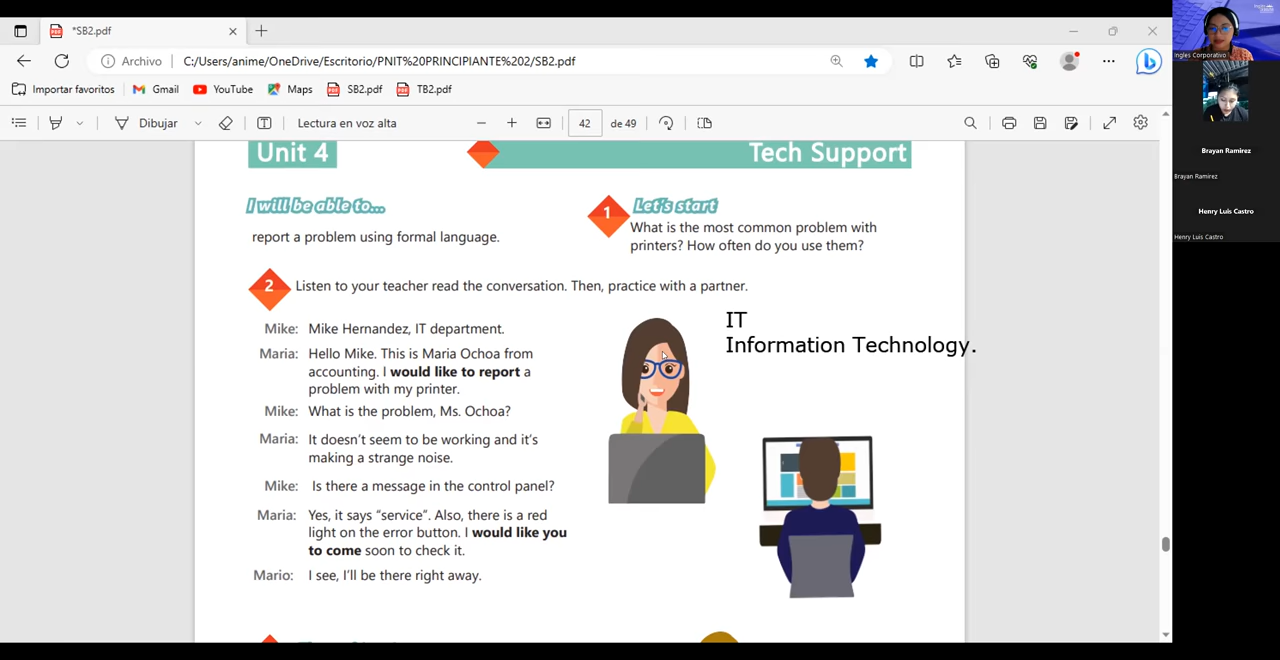 *SB2.pdf
Archivo
C:/Users/anime/OneDrive/Escritorio/PNIT%20PRINCIPIANTE%202/SB2.pdf
Importar favoritos
Gmail
YouTube
Maps
SB2.pdf
TB2.pdf
Dibujar
Lectura en voz alta
42
de 49
Unit 4
Tech Support
I will be able to...
report a problem using formal language.
1
Let's start
What is the most common problem with
printers? How often do you use them?
2
Listen to your teacher read the conversation. Then, practice with a partner.
Mike: Mike Hernandez, IT department.
Maria: Hello Mike. This is Maria Ochoa from
accounting. I would like to report a
problem with my printer.
Mike: What is the problem, Ms. Ochoa?
Maria: It doesn't seem to be working and it's
making a strange noise.
Mike: Is there a message in the control panel?
Maria: Yes, it says “service”. Also, there is a red
light on the error button. I would like you
to come soon to check it.
Mario: I see, I'll be there right away.
IT
Information Technology.
Ingles Corporativo
Brayan Ramirez
Brayan Ramirez
Henry Luis Castro
Henry Luis Castro